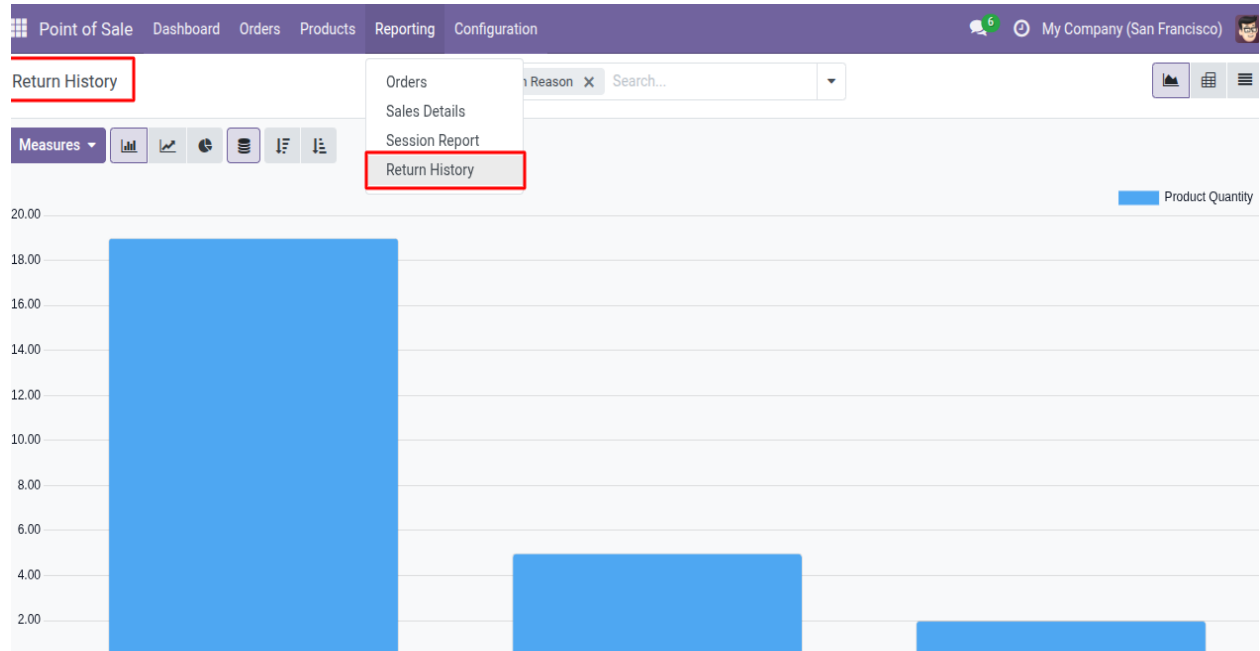 Point of Sale Dashboard Orders Products Reporting Configuration 6 My Company (San Francisco)
Return History Orders Reason Search...
Sales Details
Measures Session Report
Return History
Product Quantity
20.00
18.00
16.00
14.00
12.00
10.00
8.00
6.00
4.00
2.00